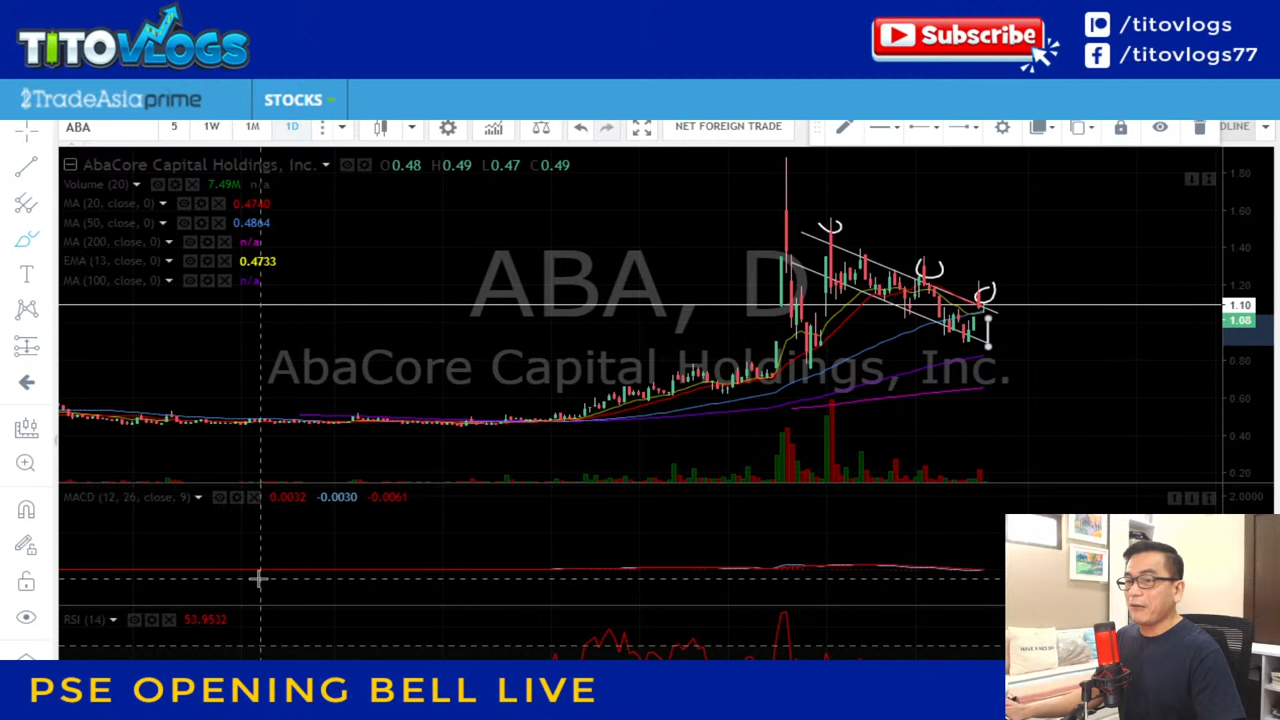 TITOVLOGS
Subscribe
/titovlogs
/titovlogs77
2TradeAsiaprime
STOCKS
ABA
5
1W
1M
1D
NET FOREIGN TRADE
DLINE
AbaCore Capital Holdings, Inc.
O0.48 H0.49 L0.47 C0.49
Volume (20)
7.49M n/a
MA (20, close, 0)
0.4740
MA (50, close, 0)
0.4864
MA (200, close, 0)
n/a
EMA (13, close, 0)
0.4733
MA (100, close, 0)
n/a
ABA, D
AbaCore Capital Holdings, Inc.
1.80
1.60
1.40
1.20
1.10
1.08
0.80
0.60
0.40
0.20
MACD (12, 26, close, 9)
0.0032 -0.0030 -0.0061
2.0000
RSI (14)
53.9532
PSE OPENING BELL LIVE